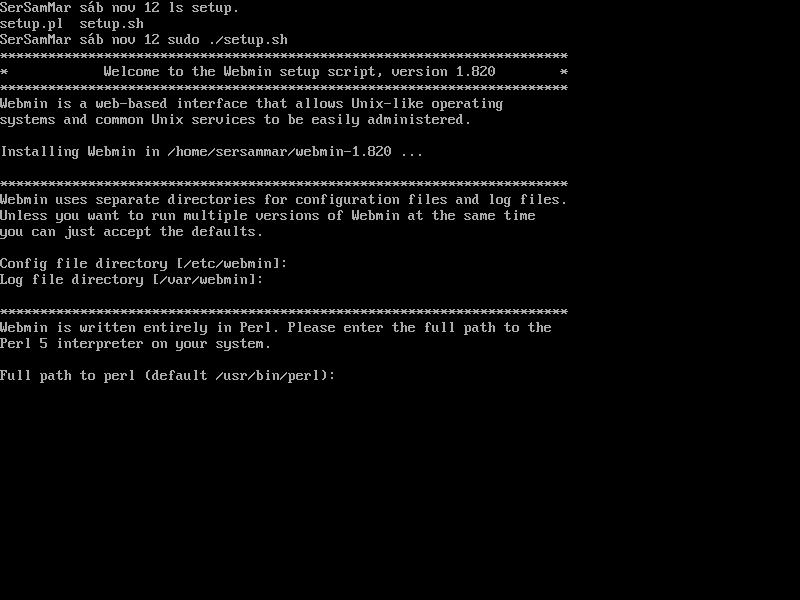 SerSamMar sáb nov 12 ls setup.
setup.pl  setup.sh
SerSamMar sáb nov 12 sudo ./setup.sh
***********************************************************************
*            Welcome to the Webmin setup script, version 1.820        *
***********************************************************************
Webmin is a web-based interface that allows Unix-like operating
systems and common Unix services to be easily administered.
Installing Webmin in /home/sersammar/webmin-1.820 ...
***********************************************************************
Webmin uses separate directories for configuration files and log files.
Unless you want to run multiple versions of Webmin at the same time
you can just accept the defaults.
Config file directory [/etc/webmin]:
Log file directory [/var/webmin]:
***********************************************************************
Webmin is written entirely in Perl. Please enter the full path to the
Perl 5 interpreter on your system.
Full path to perl (default /usr/bin/perl):